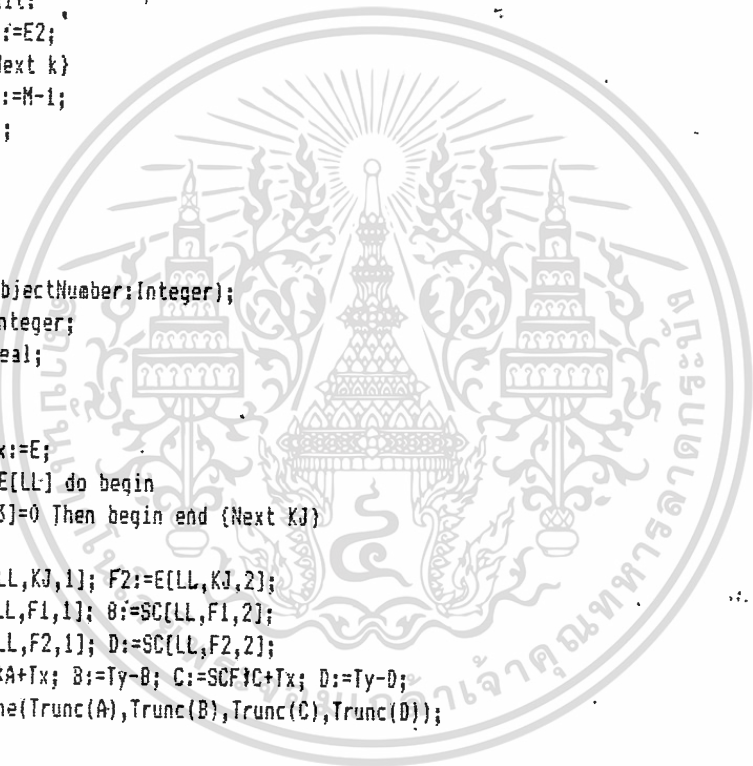 :=E2;
Next k}
:=M-1;
;
bjectNumber:Integer);
nteger;
eal;
x:=E;
E[LL] do begin
3]=0 Then begin end {Next KJ}
LL,KJ,1]; F2:=E[LL,KJ,2];
LL,F1,1]; B:=SC[LL,F1,2];
LL,F2,1]; D:=SC[LL,F2,2];
*A+Tx; B:=Ty-B; C:=SCF*C+Tx; D:=Ty-D;
ne(Trunc(A),Trunc(B),Trunc(C),Trunc(D));